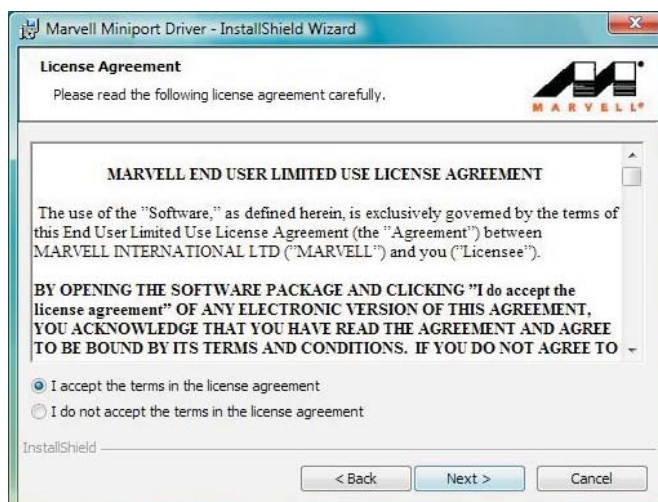 Marvell Miniport Driver - InstallShield Wizard
License Agreement
Please read the following license agreement carefully.
MARVELL®
MARVELL END USER LIMITED USE LICENSE AGREEMENT
The use of the "Software," as defined herein, is exclusively governed by the terms of
this End User Limited Use License Agreement (the "Agreement") between
MARVELL INTERNATIONAL LTD ("MARVELL") and you ("Licensee").
BY OPENING THE SOFTWARE PACKAGE AND CLICKING "I do accept the
license agreement" OF ANY ELECTRONIC VERSION OF THIS AGREEMENT,
YOU ACKNOWLEDGE THAT YOU HAVE READ THE AGREEMENT AND AGREE
TO BE BOUND BY ITS TERMS AND CONDITIONS. IF YOU DO NOT AGREE TO
I accept the terms in the license agreement
I do not accept the terms in the license agreement
InstallShield
< Back Next > Cancel